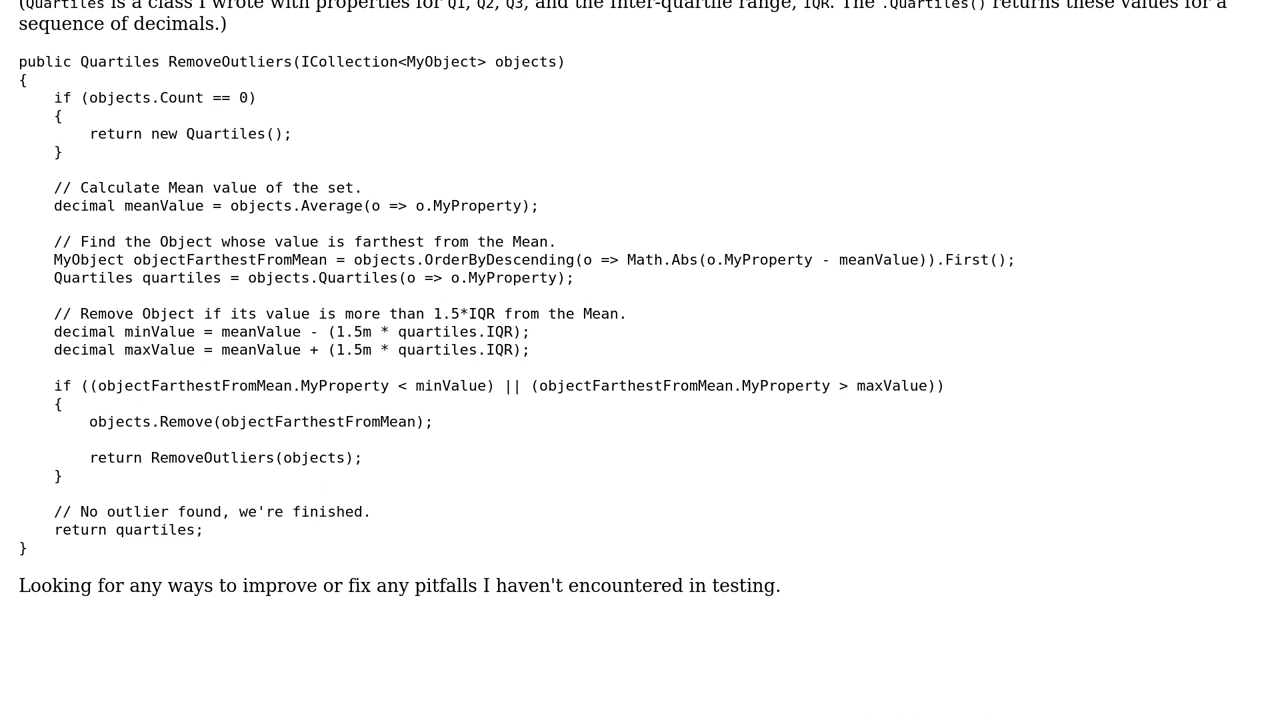 (Quartiles is a class I wrote with properties for Q1, Q2, Q3, and the Inter-quartile range, IQR. The .Quartiles() returns these values for a
sequence of decimals.)
public Quartiles RemoveOutliers(ICollection<MyObject> objects)
{
    if (objects.Count == 0)
    {
        return new Quartiles();
    }

    // Calculate Mean value of the set.
    decimal meanValue = objects.Average(o => o.MyProperty);

    // Find the Object whose value is farthest from the Mean.
    MyObject objectFarthestFromMean = objects.OrderByDescending(o => Math.Abs(o.MyProperty - meanValue)).First();
    Quartiles quartiles = objects.Quartiles(o => o.MyProperty);

    // Remove Object if its value is more than 1.5*IQR from the Mean.
    decimal minValue = meanValue - (1.5m * quartiles.IQR);
    decimal maxValue = meanValue + (1.5m * quartiles.IQR);

    if ((objectFarthestFromMean.MyProperty < minValue) || (objectFarthestFromMean.MyProperty > maxValue))
    {
        objects.Remove(objectFarthestFromMean);

        return RemoveOutliers(objects);
    }

    // No outlier found, we're finished.
    return quartiles;
}
Looking for any ways to improve or fix any pitfalls I haven't encountered in testing.